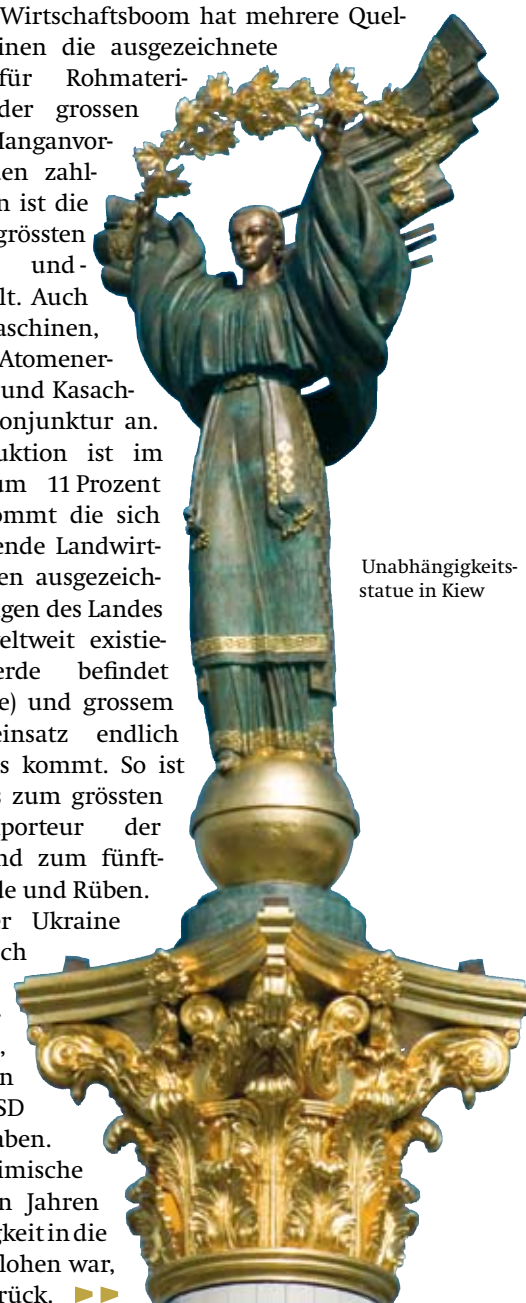 Wirtschaftsboom hat mehrere Quel-
inen die ausgezeichnete
für Rohmateri-
der grossen
Manganvor-
en zahl-
n ist die
grössten
und -
lt. Auch
aschinen,
Atomener-
und Kasach-
onjunktur an.
uktion ist im
um 11 Prozent
ommt die sich
ende Landwirt-
en ausgezeich-
gen des Landes
eltweit existie-
erde befindet
e) und grossem
einsatz endlich
s kommt. So ist
s zum grössten
porteur der
nd zum fünft-
de und Rüben.
er Ukraine
ch
,
n
SD
aben.
imische
n Jahren
gkeit in die
lohen war,
rück.
Unabhängigkeits-
statue in Kiew